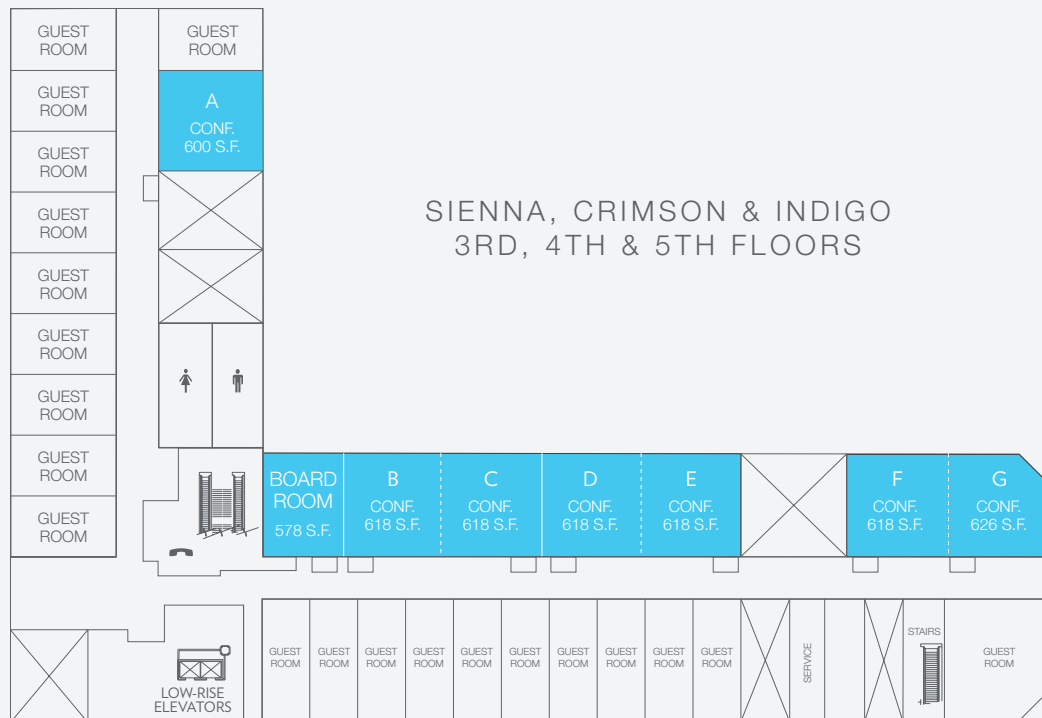 GUEST
ROOM
GUEST
ROOM
GUEST
ROOM
A
CONF.
600 S.F.
GUEST
ROOM
GUEST
ROOM
GUEST
ROOM
GUEST
ROOM
GUEST
ROOM
GUEST
ROOM
GUEST
ROOM
SIENNA, CRIMSON & INDIGO
3RD, 4TH & 5TH FLOORS
BOARD
ROOM
578 S.F.
B
CONF.
618 S.F.
C
CONF.
618 S.F.
D
CONF.
618 S.F.
E
CONF.
618 S.F.
F
CONF.
618 S.F.
G
CONF.
626 S.F.
LOW-RISE
ELEVATORS
GUEST
ROOM
GUEST
ROOM
GUEST
ROOM
GUEST
ROOM
GUEST
ROOM
GUEST
ROOM
GUEST
ROOM
GUEST
ROOM
GUEST
ROOM
GUEST
ROOM
SERVICE
STAIRS
GUEST
ROOM